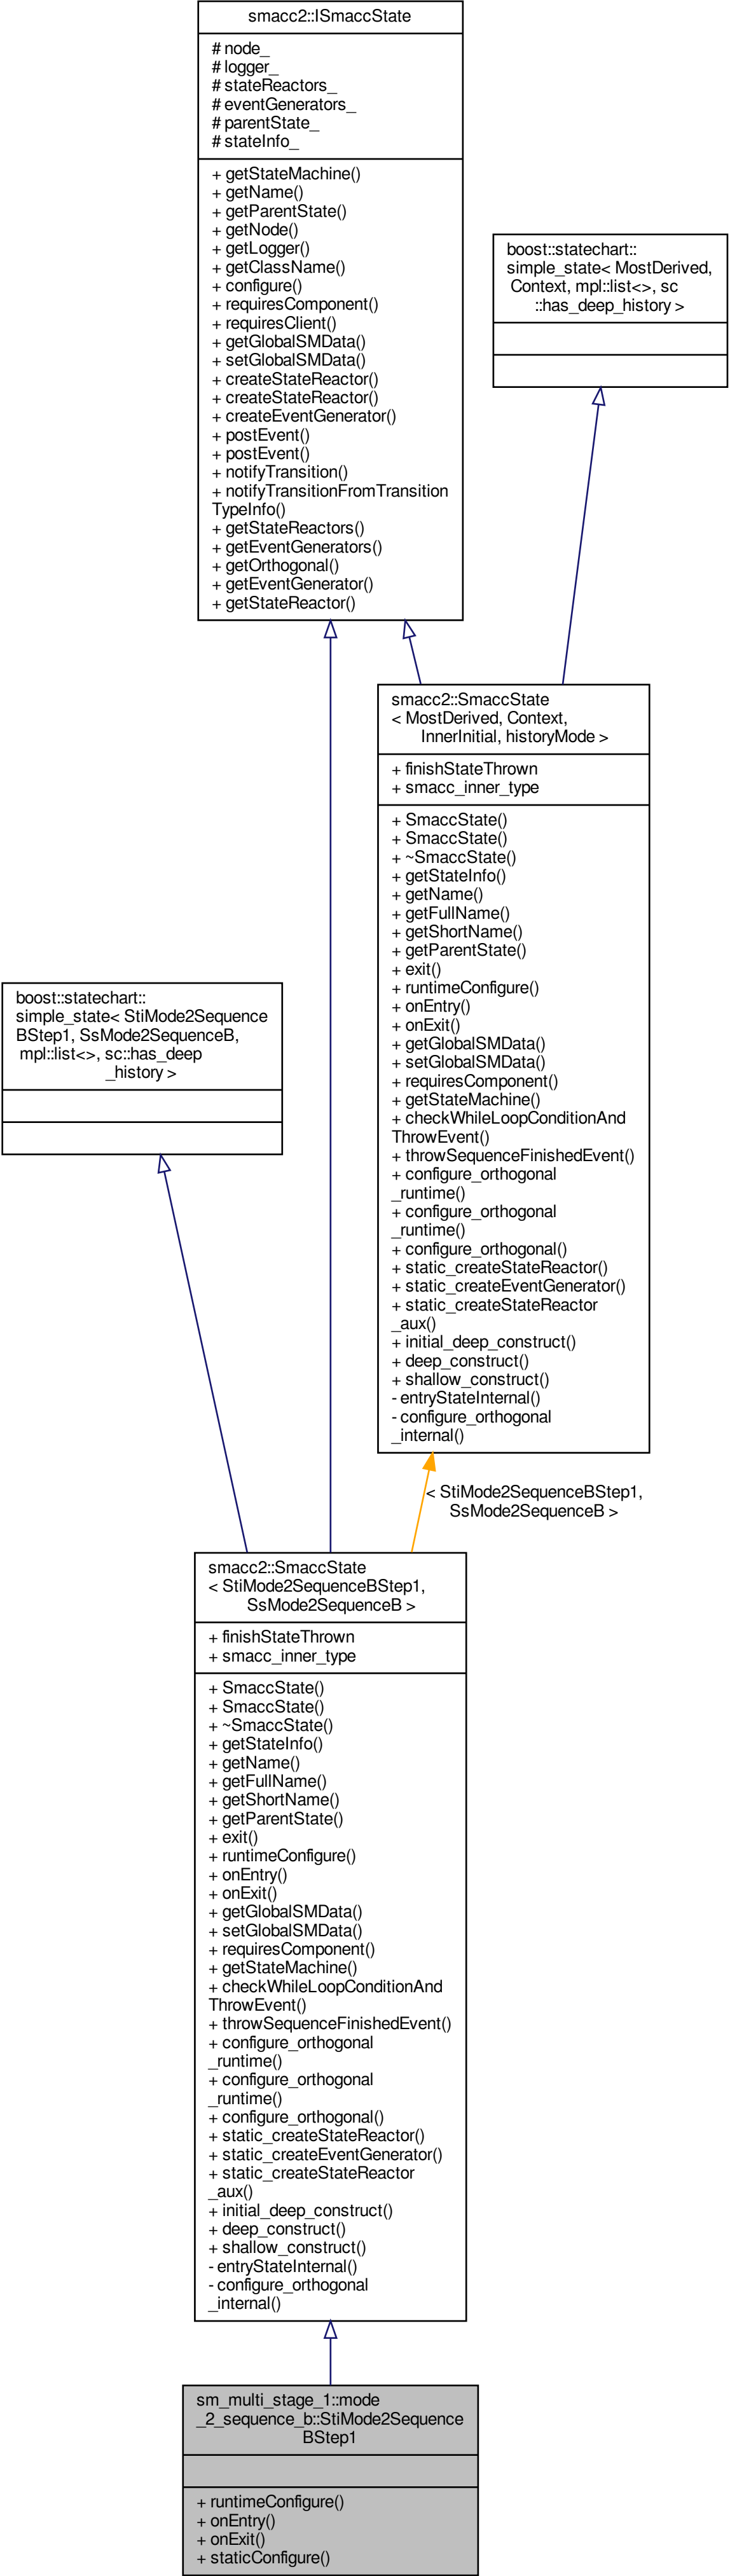 smacc2::ISmaccState
# node_
# logger_
# stateReactors_
# eventGenerators_
# parentState_
# stateInfo_
+ getStateMachine()
+ getName()
+ getParentState()
+ getNode()
+ getLogger()
+ getClassName()
+ configure()
+ requiresComponent()
+ requiresClient()
+ getGlobalSMData()
+ setGlobalSMData()
+ createStateReactor()
+ createStateReactor()
+ createEventGenerator()
+ postEvent()
+ postEvent()
+ notifyTransition()
+ notifyTransitionFromTransition
TypeInfo()
+ getStateReactors()
+ getEventGenerators()
+ getOrthogonal()
+ getEventGenerator()
+ getStateReactor()
boost::statechart::
simple_state< MostDerived,
Context, mpl::list<>, sc
::has_deep_history >
smacc2::SmaccState
< MostDerived, Context,
InnerInitial, historyMode >
+ finishStateThrown
+ smacc_inner_type
+ SmaccState()
+ SmaccState()
+ ~SmaccState()
+ getStateInfo()
+ getName()
+ getFullName()
+ getShortName()
+ getParentState()
+ exit()
+ runtimeConfigure()
+ onEntry()
+ onExit()
+ getGlobalSMData()
+ setGlobalSMData()
+ requiresComponent()
+ getStateMachine()
+ checkWhileLoopConditionAnd
ThrowEvent()
+ throwSequenceFinishedEvent()
+ configure_orthogonal
_runtime()
+ configure_orthogonal
_runtime()
+ configure_orthogonal()
+ static_createStateReactor()
+ static_createEventGenerator()
+ static_createStateReactor
_aux()
+ initial_deep_construct()
+ deep_construct()
+ shallow_construct()
- entryStateInternal()
- configure_orthogonal
_internal()
boost::statechart::
simple_state< StiMode2Sequence
BStep1, SsMode2SequenceB,
mpl::list<>, sc::has_deep
_history >
< StiMode2SequenceBStep1,
SsMode2SequenceB >
smacc2::SmaccState
< StiMode2SequenceBStep1,
SsMode2SequenceB >
+ finishStateThrown
+ smacc_inner_type
+ SmaccState()
+ SmaccState()
+ ~SmaccState()
+ getStateInfo()
+ getName()
+ getFullName()
+ getShortName()
+ getParentState()
+ exit()
+ runtimeConfigure()
+ onEntry()
+ onExit()
+ getGlobalSMData()
+ setGlobalSMData()
+ requiresComponent()
+ getStateMachine()
+ checkWhileLoopConditionAnd
ThrowEvent()
+ throwSequenceFinishedEvent()
+ configure_orthogonal
_runtime()
+ configure_orthogonal
_runtime()
+ configure_orthogonal()
+ static_createStateReactor()
+ static_createEventGenerator()
+ static_createStateReactor
_aux()
+ initial_deep_construct()
+ deep_construct()
+ shallow_construct()
- entryStateInternal()
- configure_orthogonal
_internal()
sm_multi_stage_1::mode
_2_sequence_b::StiMode2Sequence
BStep1
+ runtimeConfigure()
+ onEntry()
+ onExit()
+ staticConfigure()